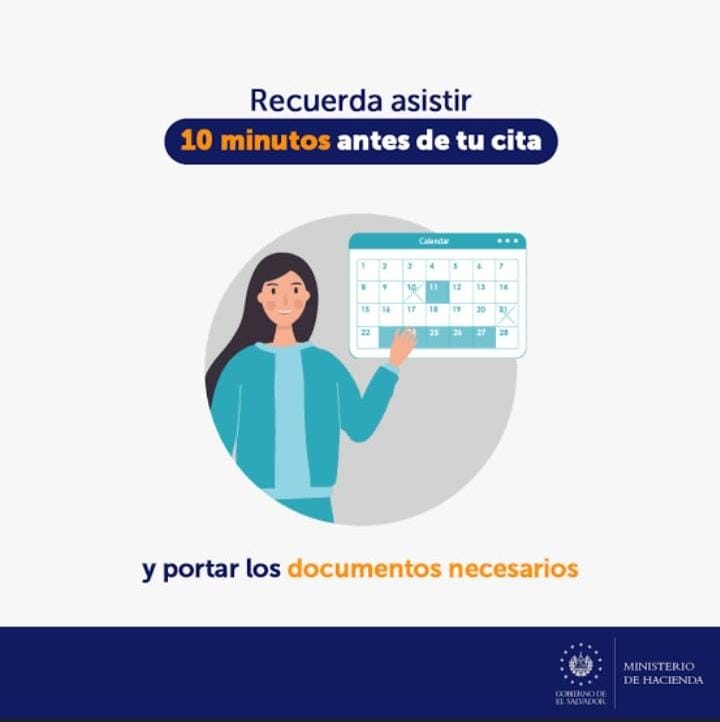 Recuerda asistir
10 minutos antes de tu cita
Calendar
1 2 3 4 5 6 7
8 9 10 11 12 13 14
15 16 17 18 19 20 21
22 24 25 26 27 28
y portar los documentos necesarios
GOBIERNO DE
EL SALVADOR
MINISTERIO
DE HACIENDA